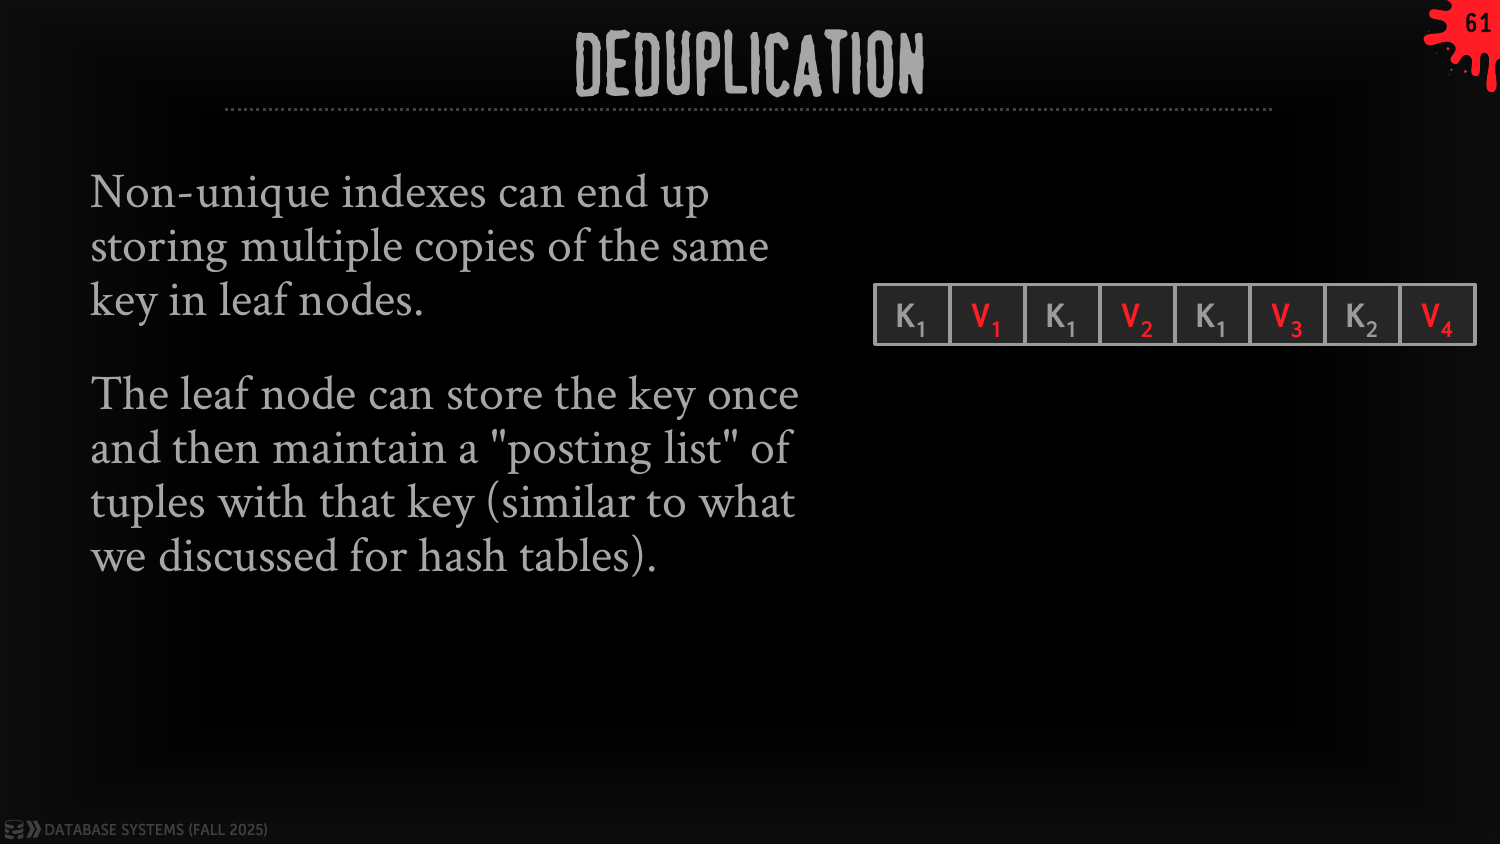 61
DEDUPLICATION
Non-unique indexes can end up
storing multiple copies of the same
key in leaf nodes.
The leaf node can store the key once
and then maintain a "posting list" of
tuples with that key (similar to what
we discussed for hash tables).
K1 V1 K1 V2 K1 V3 K2 V4
DATABASE SYSTEMS (FALL 2025)